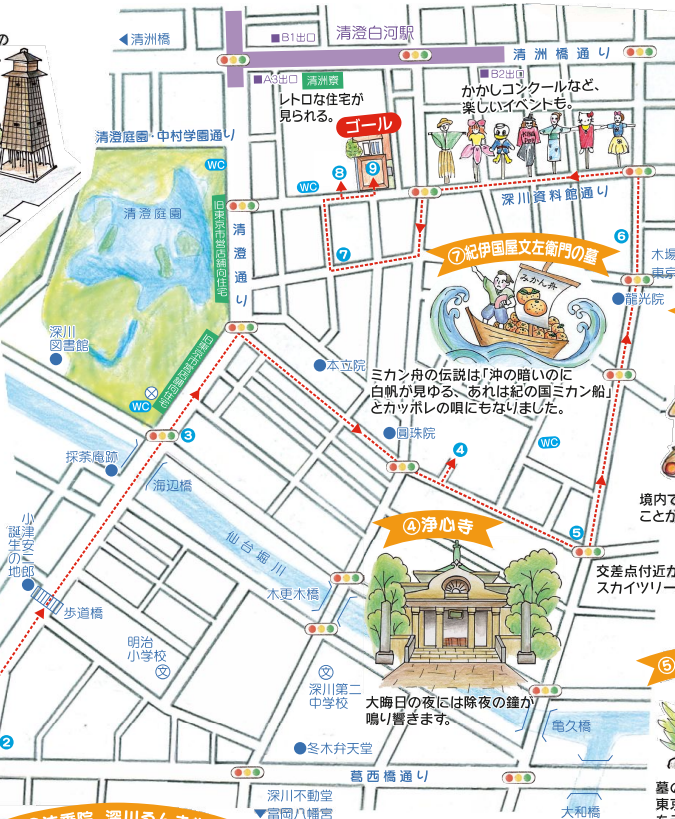 の
◀清洲橋
■B1出口
清澄白河駅
清洲橋通り
■A3出口
清洲寮
■B2出口
レトロな住宅が
見られる。
かかしコンクールなど、
楽しいイベントも。
ゴール
清澄庭園・中村学園通り
WC
WC
8
9
深川資料館通り
清澄庭園
旧東京市営店舗向住宅
清澄通り
7
6
⑦紀伊国屋文左衛門の墓
みかん舟
木場
東京
龍光院
深川
図書館
旧東京市営店舗向住宅
WC
本立院
ミカン舟の伝説は「沖の暗いのに
白帆が見ゆる、あれは紀の国ミカン船」
とカッポレの唄にもなりました。
3
圓珠院
4
WC
採荼庵跡
海辺橋
境内で
ことが
④浄心寺
5
小津安二郎
誕生の地
仙台堀川
交差点付近か
スカイツリー
木更木橋
歩道橋
明治
小学校
文
文
深川第二
中学校
大晦日の夜には除夜の鐘が
鳴り響きます。
⑤
亀久橋
2
冬木弁天堂
葛西橋通り
深川不動堂
▼富岡八幡宮
大和橋
墓の
東京